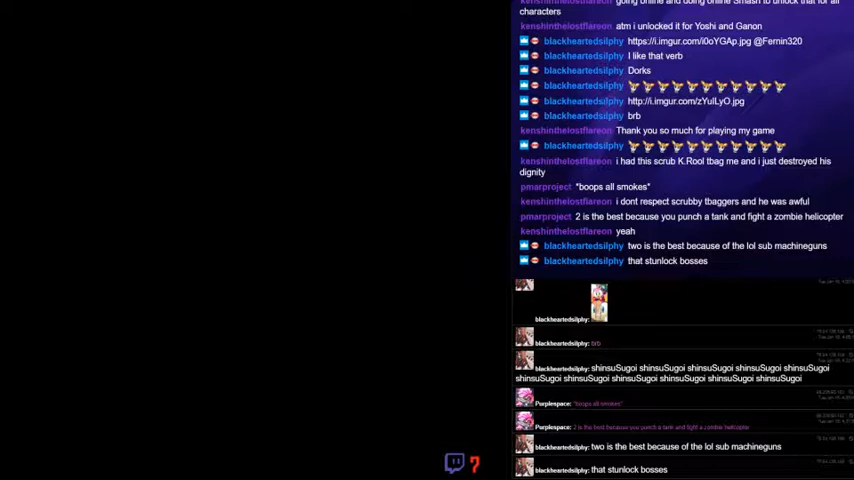 kenshinthelostflareon going online and doing online Smash to unlock that for all
characters
kenshinthelostflareon atm i unlocked it for Yoshi and Ganon
blackheartedsilphy https://i.imgur.com/i0oYGAp.jpg @Fernin320
blackheartedsilphy I like that verb
blackheartedsilphy Dorks
blackheartedsilphy
blackheartedsilphy http://i.imgur.com/zYuILyO.jpg
blackheartedsilphy brb
kenshinthelostflareon Thank you so much for playing my game
blackheartedsilphy
kenshinthelostflareon i had this scrub K.Rool tbag me and i just destroyed his
dignity
pmarproject *boops all smokes*
kenshinthelostflareon i dont respect scrubby tbaggers and he was awful
pmarproject 2 is the best because you punch a tank and fight a zombie helicopter
kenshinthelostflareon yeah
blackheartedsilphy two is the best because of the lol sub machineguns
blackheartedsilphy that stunlock bosses
blackheartedsilphy:
blackheartedsilphy: brb
blackheartedsilphy: shinsuSugoi shinsuSugoi shinsuSugoi shinsuSugoi shinsuSugoi
shinsuSugoi shinsuSugoi shinsuSugoi shinsuSugoi shinsuSugoi shinsuSugoi
Purplespace: *boops all smokes*
Purplespace: 2 is the best because you punch a tank and fight a zombie helicopter
blackheartedsilphy: two is the best because of the lol sub machineguns
7
blackheartedsilphy: that stunlock bosses